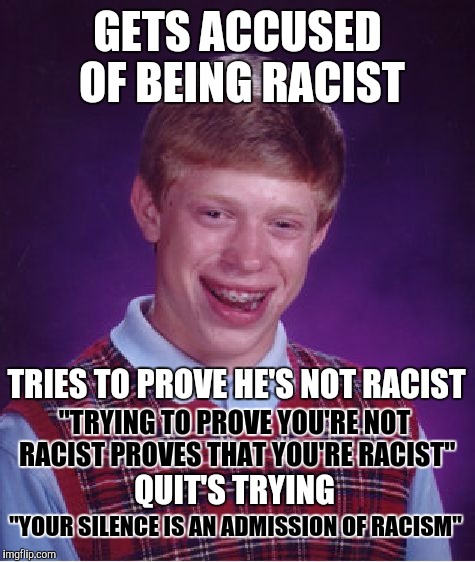 GETS ACCUSED
OF BEING RACIST
TRIES TO PROVE HE'S NOT RACIST
"TRYING TO PROVE YOU'RE NOT
RACIST PROVES THAT YOU'RE RACIST"
QUIT'S TRYING
"YOUR SILENCE IS AN ADMISSION OF RACISM"
imgflip.com